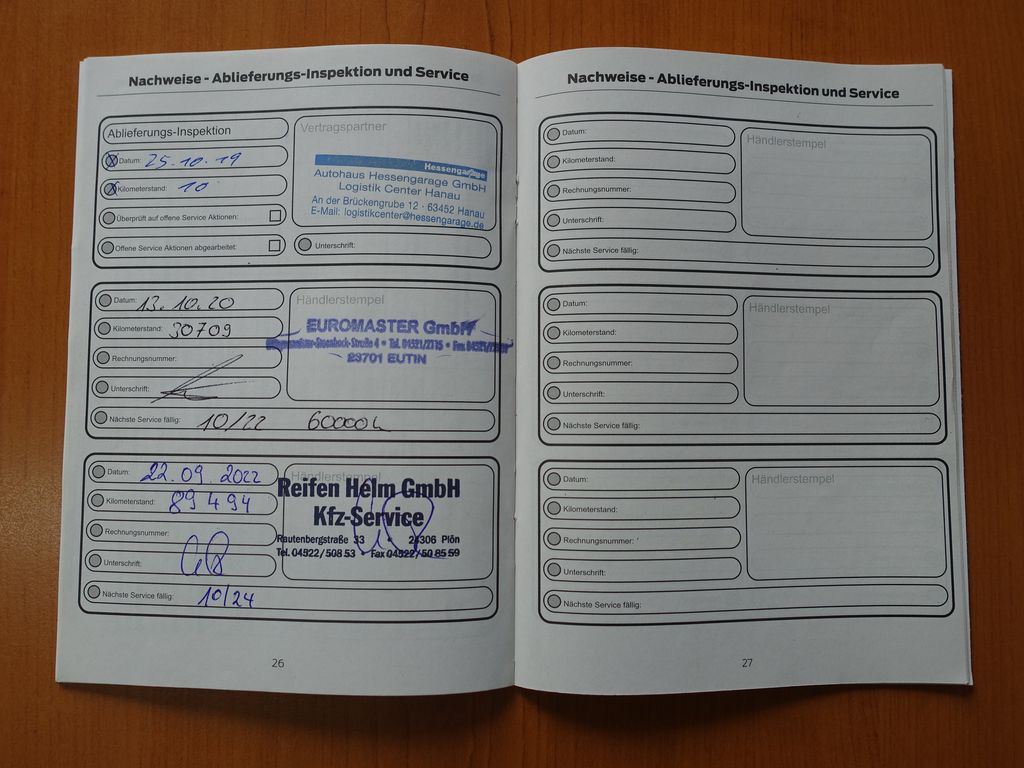 Nachweise - Ablieferungs-Inspektion und Service
Ablieferungs-Inspektion
Datum: 25.10.19
Kilometerstand: 10
Überprüft auf offene Service Aktionen:
Offene Service Aktionen abgearbeitet:
Vertragspartner
Hessengarage
Autohaus Hessengarage GmbH
Logistik Center Hanau
An der Brückengrube 12 · 63452 Hanau
E-Mail: logistikcenter@hessengarage.de
Unterschrift:
Datum: 13.10.20
Kilometerstand: 30709
Rechnungsnummer:
Unterschrift:
Nächste Service fällig: 10/22 60000
Händlerstempel
EUROMASTER GmbH
23701 EUTIN
Datum: 22.09.2022
Kilometerstand: 89494
Rechnungsnummer:
Unterschrift:
Nächste Service fällig: 10/24
Händlerstempel
Reifen Helm GmbH
Kfz-Service
Rautenbergstraße 33 • 24306 Plön
Tel. 04522/508 53 Fax 04522/50 85 59
26
Nachweise - Ablieferungs-Inspektion und Service
Datum:
Kilometerstand:
Rechnungsnummer:
Unterschrift:
Nächste Service fällig:
Händlerstempel
Datum:
Kilometerstand:
Rechnungsnummer:
Unterschrift:
Nächste Service fällig:
Händlerstempel
Datum:
Kilometerstand:
Rechnungsnummer:
Unterschrift:
Nächste Service fällig:
Händlerstempel
27